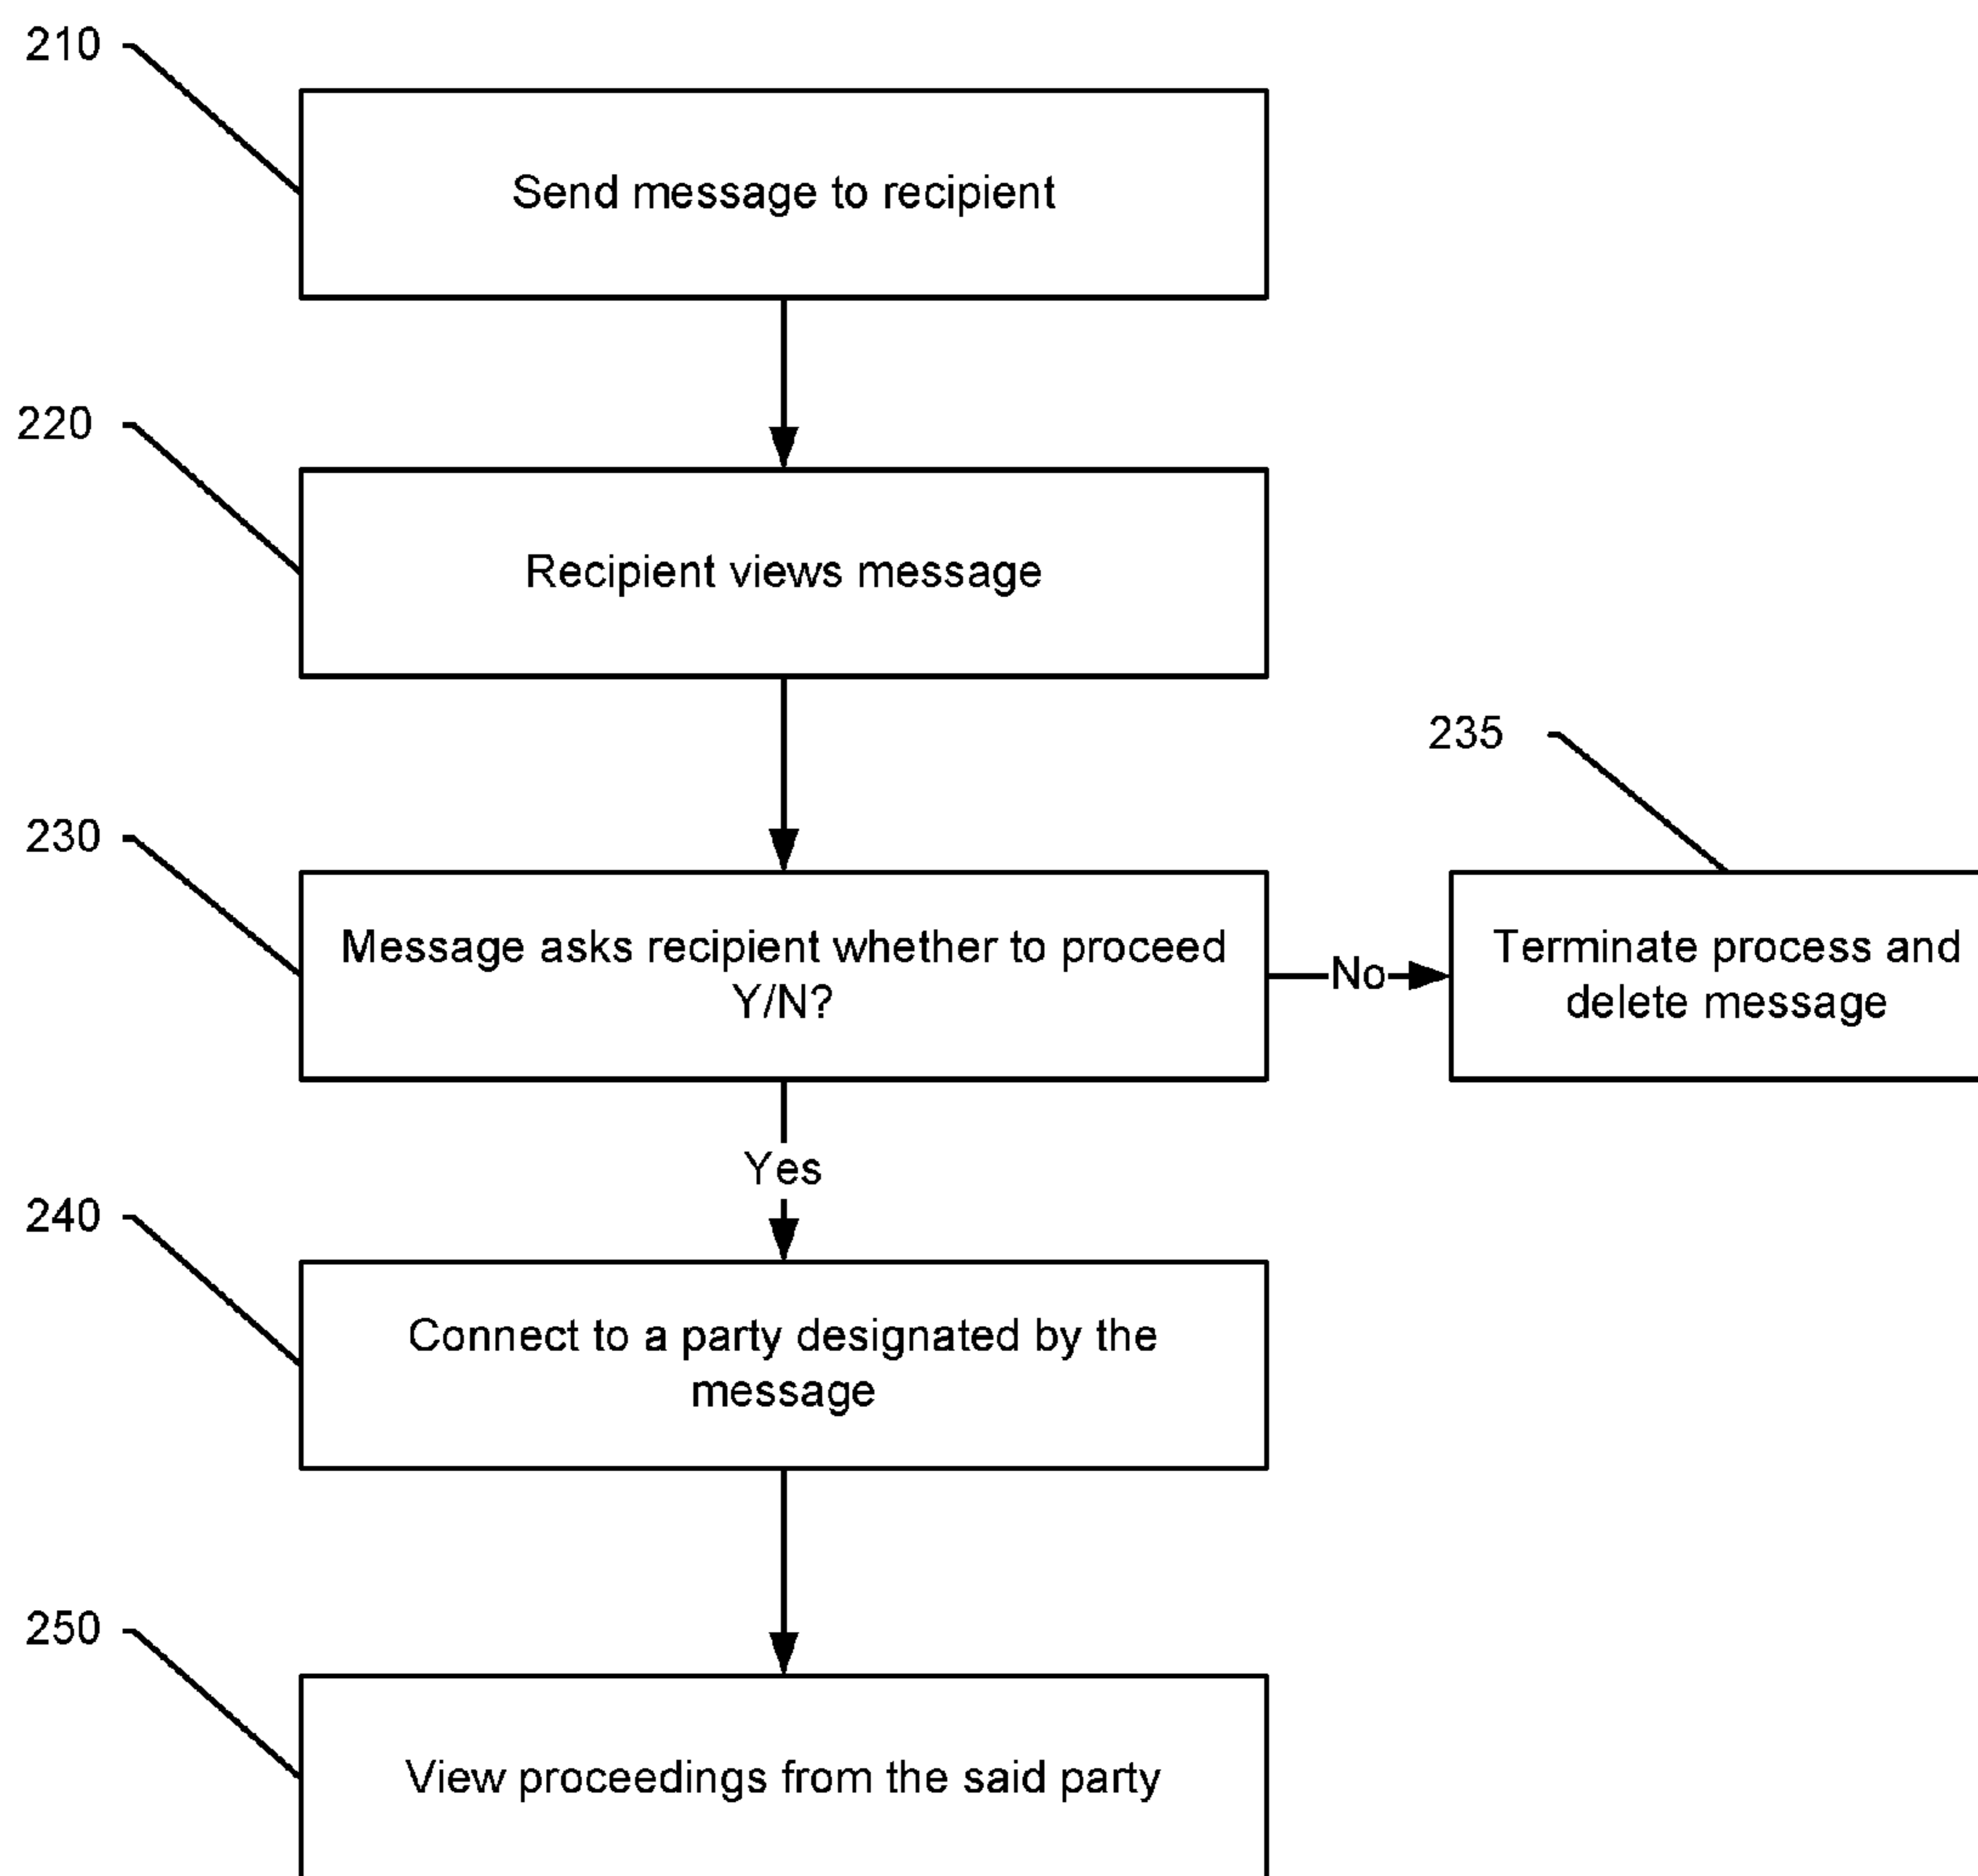 210
Send message to recipient
220
Recipient views message
235
230
Message asks recipient whether to proceed
Y/N?
No
Terminate process and
delete message
Yes
240
Connect to a party designated by the
message
250
View proceedings from the said party